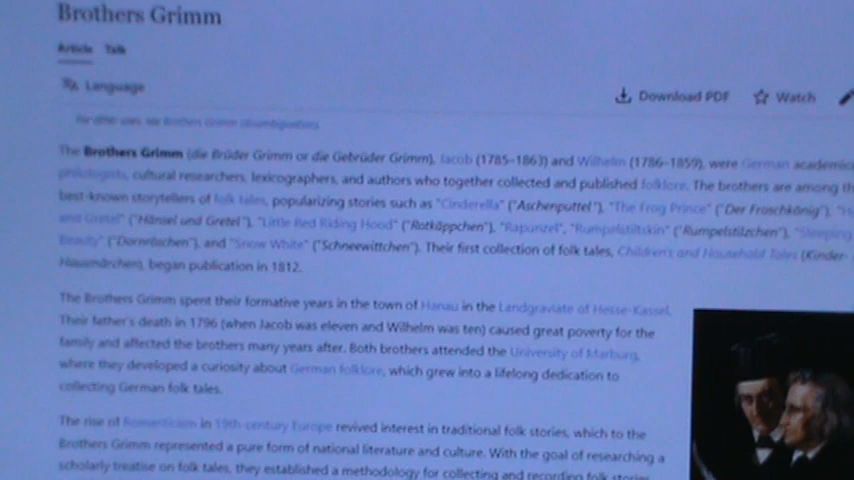 Brothers Grimm
Article Talk
Language
Download PDF Watch
For other uses, see Brothers Grimm (disambiguation).
The Brothers Grimm (die Brüder Grimm or die Gebrüder Grimm), Jacob (1785–1863) and Wilhelm (1786–1859), were German
philologists, cultural researchers, lexicographers, and authors who together collected and published folklore. The brothers are among
best-known storytellers of folk tales, popularizing stories such as "Cinderella" ("Aschenputtel"), "The Frog Prince" ("Der Froschkönig"),
and Gretel" ("Hänsel und Gretel"), "Little Red Riding Hood" ("Rotkäppchen"), "Rapunzel", "Rumpelstiltskin" ("Rumpelstilzchen"), "Sleeping
Beauty" ("Dornröschen"), and "Snow White" ("Schneewittchen"). Their first collection of folk tales, Children's and Household Tales (Kinder-
Hausmärchen), began publication in 1812.
The Brothers Grimm spent their formative years in the town of Hanau in the Landgraviate of Hesse-Kassel.
Their father's death in 1796 (when Jacob was eleven and Wilhelm was ten) caused great poverty for the
family and affected the brothers many years after. Both brothers attended the University of Marburg,
where they developed a curiosity about German folklore, which grew into a lifelong dedication to
collecting German folk tales.
The rise of Romanticism in 19th-century Europe revived interest in traditional folk stories, which to the
Brothers Grimm represented a pure form of national literature and culture. With the goal of researching a
scholarly treatise on folk tales, they established a methodology for collecting and recording folk stories